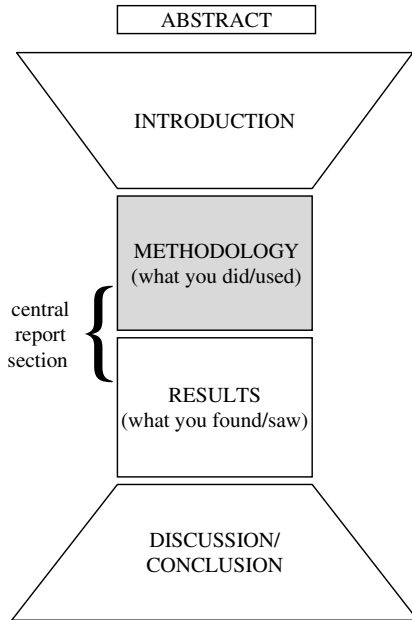 ABSTRACT
INTRODUCTION
METHODOLOGY
(what you did/used)
central
report
section
RESULTS
(what you found/saw)
DISCUSSION/
CONCLUSION